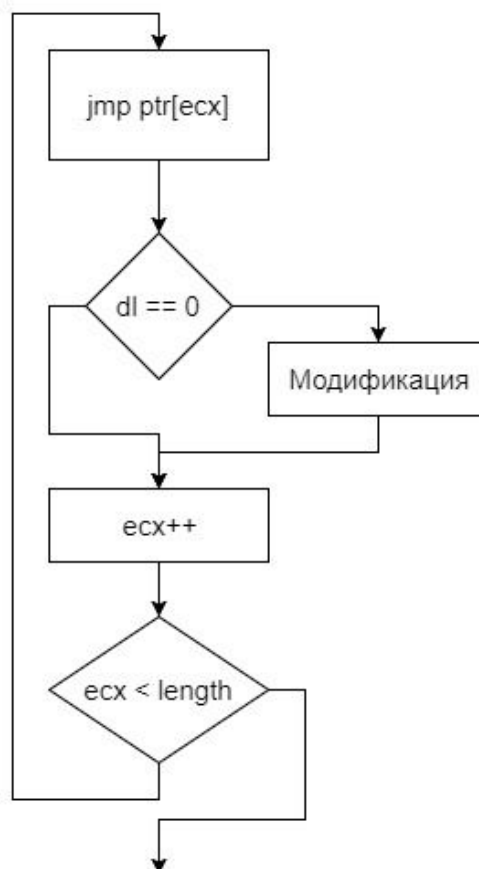 jmp ptr[ecx]
dl == 0
Модификация
ecx++
ecx < length